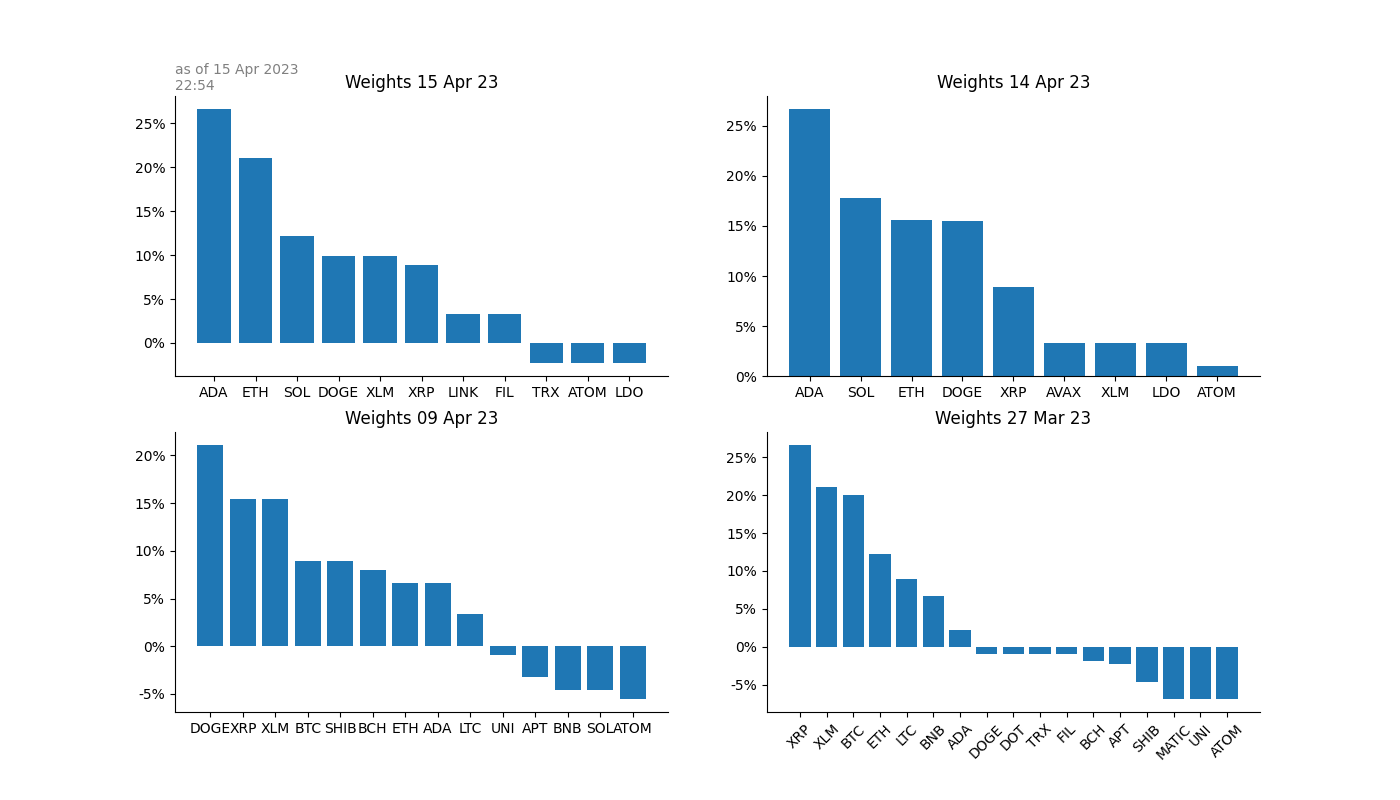 as of 15 Apr 2023
22:54
Weights 15 Apr 23
25%
20%
15%
10%
5%
0%
ADA ETH SOL DOGE XLM XRP LINK FIL TRX ATOM LDO
Weights 14 Apr 23
25%
20%
15%
10%
5%
0%
ADA SOL ETH DOGE XRP AVAX XLM LDO ATOM
Weights 09 Apr 23
20%
15%
10%
5%
0%
-5%
DOGE XRP XLM BTC SHIB BCH ETH ADA LTC UNI APT BNB SOL ATOM
Weights 27 Mar 23
25%
20%
15%
10%
5%
0%
-5%
XRP XLM BTC ETH LTC BNB ADA DOGE DOT TRX FIL BCH APT SHIB MATIC UNI ATOM